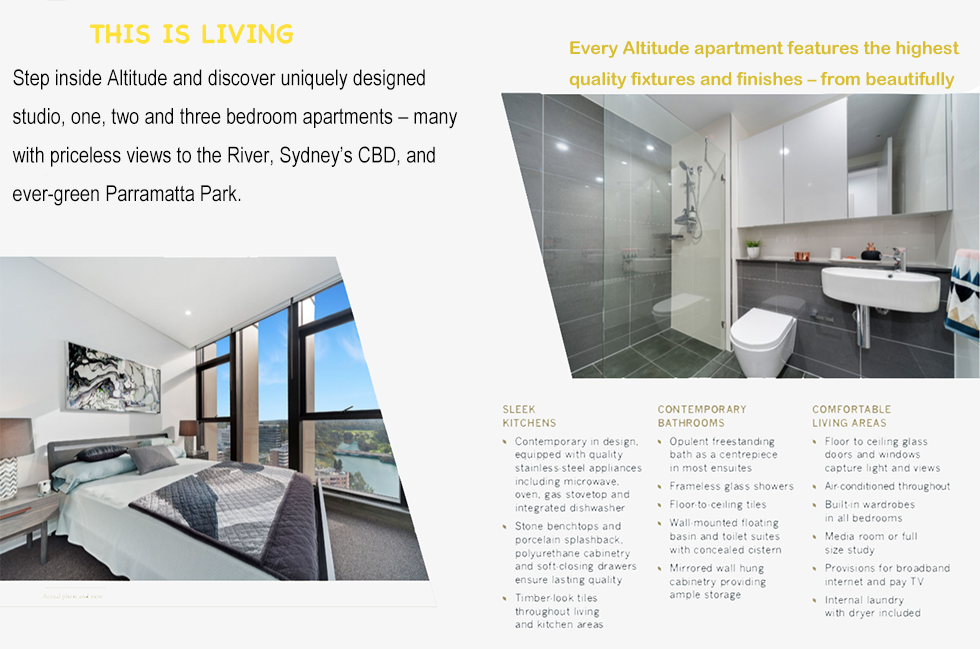 THIS IS LIVING
Step inside Altitude and discover uniquely designed
studio, one, two and three bedroom apartments – many
with priceless views to the River, Sydney's CBD, and
ever-green Parramatta Park.
Every Altitude apartment features the highest
quality fixtures and finishes – from beautifully
SLEEK
KITCHENS
• Contemporary in design,
equipped with quality
stainless-steel appliances
including microwave,
oven, gas stovetop and
integrated dishwasher
• Stone benchtops and
porcelain splashback,
polyurethane cabinetry
and soft-closing drawers
ensure lasting quality
• Timber-look tiles
throughout living
and kitchen areas
CONTEMPORARY
BATHROOMS
• Opulent freestanding
bath as a centrepiece
in most ensuites
• Frameless glass showers
• Floor-to-ceiling tiles
• Wall-mounted floating
basin and toilet suites
with concealed cistern
• Mirrored wall hung
cabinetry providing
ample storage
COMFORTABLE
LIVING AREAS
• Floor to ceiling glass
doors and windows
capture light and views
• Air-conditioned throughout
• Built-in wardrobes
in all bedrooms
• Media room or full
size study
• Provisions for broadband
internet and pay TV
• Internal laundry
with dryer included